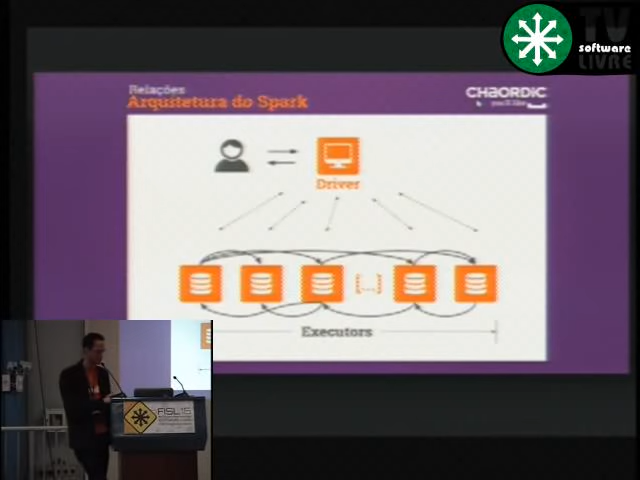 TV
software
LIVRE
Relações
Arquitetura do Spark
CHAORDIC
Driver
[...]
Executors
FISL15